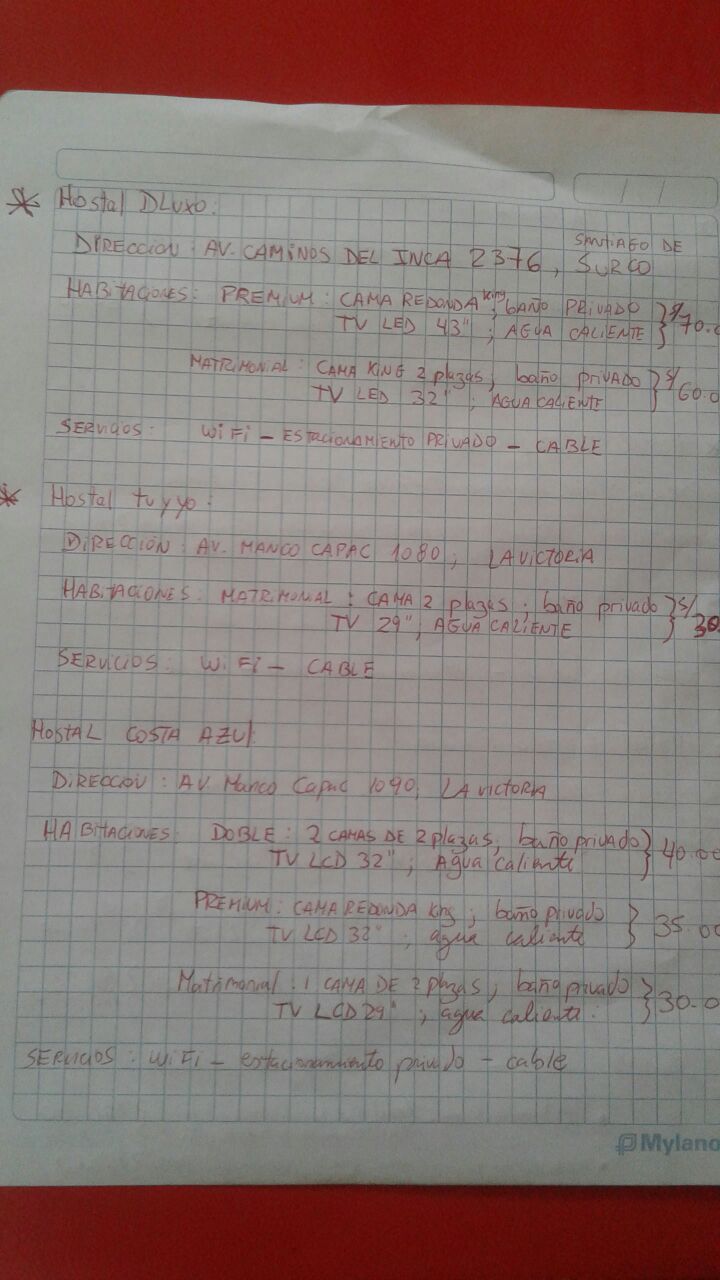 * Hostal DLuxo:
DIRECCION: AV. CAMINOS DEL INCA 2376, SANTIAGO DE SURCO
HABITACIONES: PREMIUM: CAMA REDONDA King; bAÑO PRIVADO
TV LED 43"; AGUA CALIENTE } S/70.0
MATRIMONIAL: CAMA KING 2 plazas; baño privado
TV LED 32"; AGUA CALIENTE } S/60.0
SERVICIOS: WiFi - ESTACIONAMIENTO PRIVADO - CABLE
* Hostal tu y yo:
DIRECCIÓN: AV. MANCO CAPAC 1080, LA VICTORIA
HABITACIONES: MATRIMONIAL: CAMA 2 plazas; baño privado
TV 29"; AGUA CALIENTE } S/30
SERVICIOS: WiFi - CABLE
HOSTAL COSTA AZUL
DIRECCION: AV. Manco Capac 1090, LA VICTORIA
HABITACIONES DOBLE: 2 CAMAS DE 2 plazas, baño privado
TV LCD 32"; Agua caliente } 40.00
PREMIUM: CAMA REDONDA King; baño privado
TV LCD 32"; agua caliente } 35.00
Matrimonial: 1 CAMA DE 2 plazas, baño privado
TV LCD 29"; agua caliente. } 30.0
SERVICIOS: WiFi - estacionamiento privado - cable
Mylano